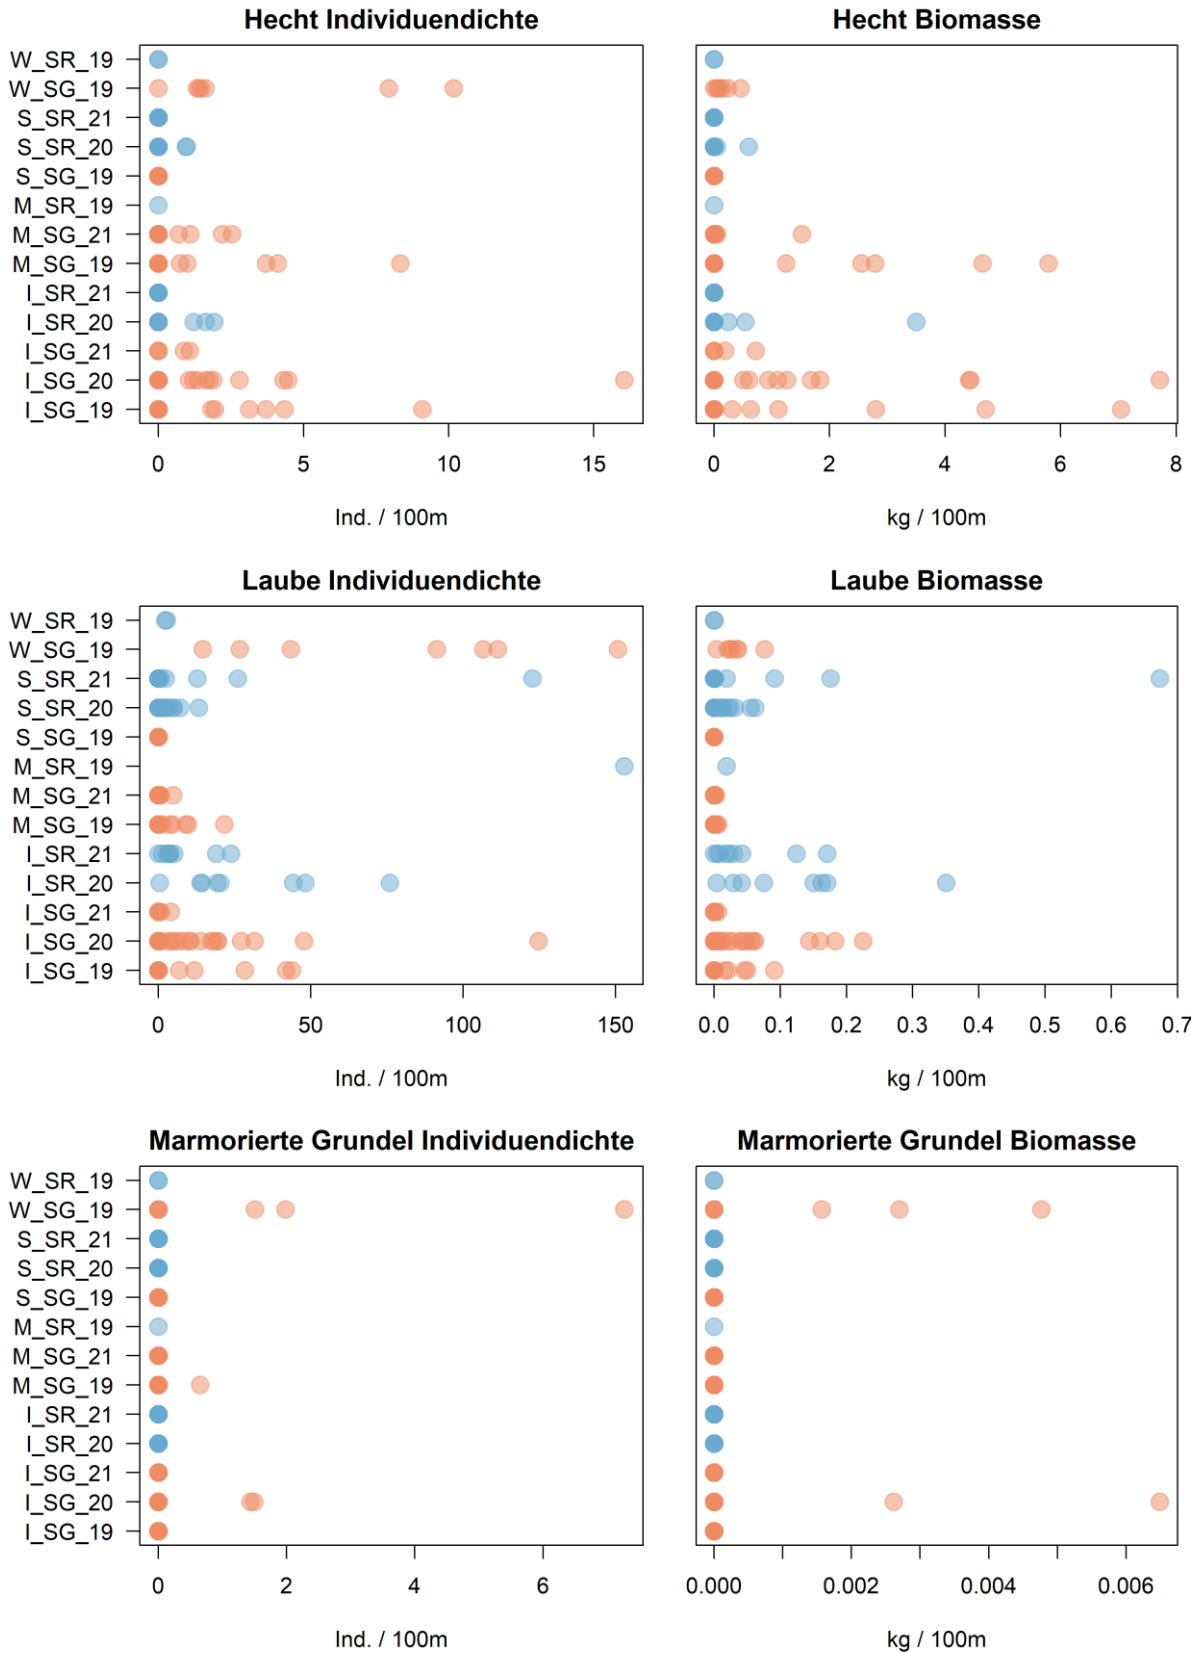 Hecht Individuendichte
Hecht Biomasse
W_SR_19
W_SG_19
S_SR_21
S_SR_20
S_SG_19
M_SR_19
M_SG_21
M_SG_19
I_SR_21
I_SR_20
I_SG_21
I_SG_20
I_SG_19
0 5 10 15
0 2 4 6 8
Ind. / 100m
kg / 100m
Laube Individuendichte
Laube Biomasse
W_SR_19
W_SG_19
S_SR_21
S_SR_20
S_SG_19
M_SR_19
M_SG_21
M_SG_19
I_SR_21
I_SR_20
I_SG_21
I_SG_20
I_SG_19
0 50 100 150
0.0 0.1 0.2 0.3 0.4 0.5 0.6 0.7
Ind. / 100m
kg / 100m
Marmorierte Grundel Individuendichte
Marmorierte Grundel Biomasse
W_SR_19
W_SG_19
S_SR_21
S_SR_20
S_SG_19
M_SR_19
M_SG_21
M_SG_19
I_SR_21
I_SR_20
I_SG_21
I_SG_20
I_SG_19
0 2 4 6
0.000 0.002 0.004 0.006
Ind. / 100m
kg / 100m